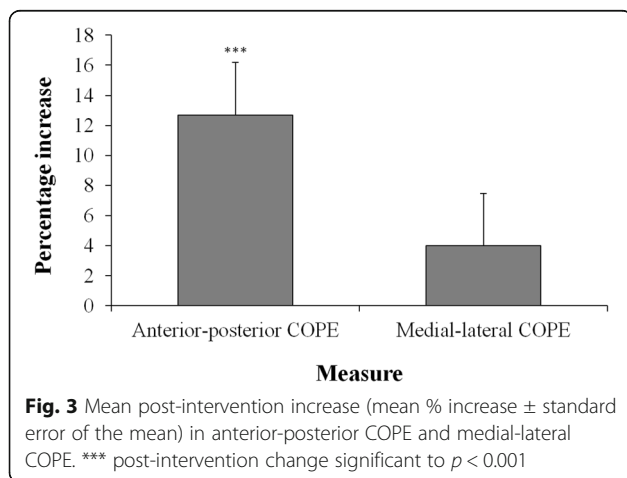 18
***
16
14
12
10
8
6
4
2
0
Percentage increase
Anterior-posterior COPE Medial-lateral COPE
Measure
Fig. 3 Mean post-intervention increase (mean % increase ± standard
error of the mean) in anterior-posterior COPE and medial-lateral
COPE. *** post-intervention change significant to p < 0.001